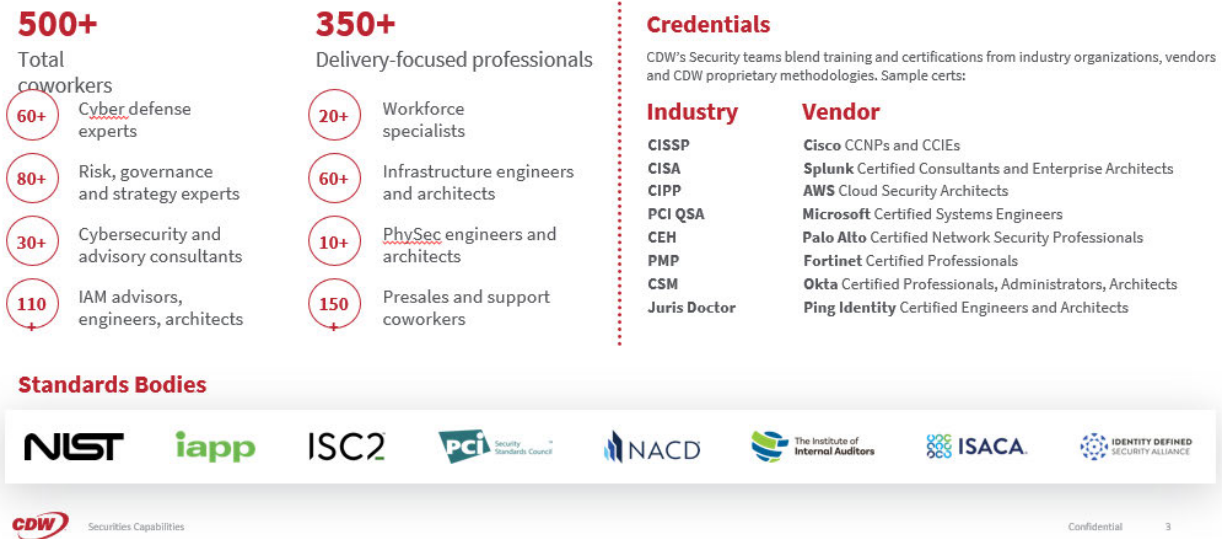 500+
Total
coworkers
60+
Cyber defense
experts
80+
Risk, governance
and strategy experts
30+
Cybersecurity and
advisory consultants
110
+
IAM advisors,
engineers, architects
350+
Delivery-focused professionals
20+
Workforce
specialists
60+
Infrastructure engineers
and architects
10+
PhySec engineers and
architects
150
+
Presales and support
coworkers
Credentials
CDW's Security teams blend training and certifications from industry organizations, vendors
and CDW proprietary methodologies. Sample certs:
Industry
CISSP
CISA
CIPP
PCI QSA
CEH
PMP
CSM
Juris Doctor
Vendor
Cisco CCNPs and CCIEs
Splunk Certified Consultants and Enterprise Architects
AWS Cloud Security Architects
Microsoft Certified Systems Engineers
Palo Alto Certified Network Security Professionals
Fortinet Certified Professionals
Okta Certified Professionals, Administrators, Architects
Ping Identity Certified Engineers and Architects
Standards Bodies
NIST
iapp
ISC2
PCI Security
Standards Council
NACD
The Institute of
Internal Auditors
ISACA.
IDENTITY DEFINED
SECURITY ALLIANCE
CDW
Securities Capabilities
Confidential
3